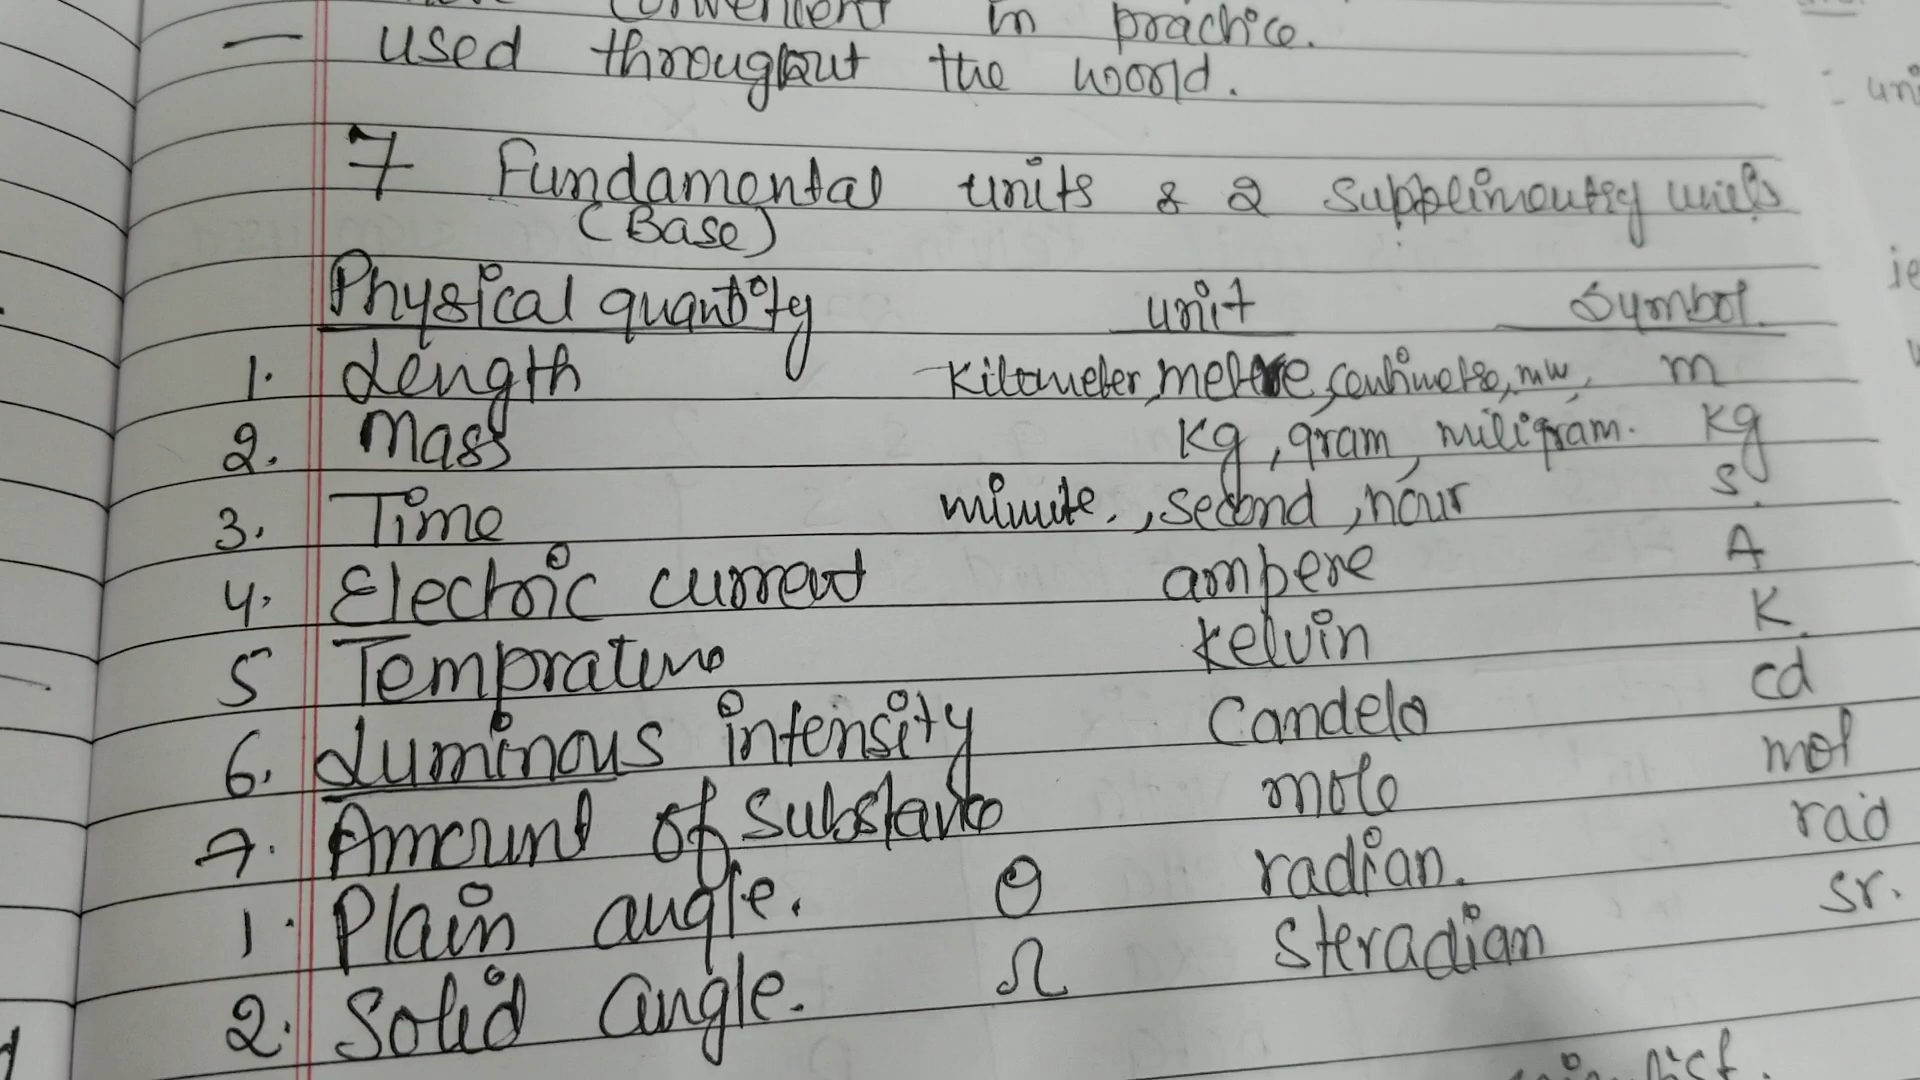 convenient in practice.
— used throughout the world.
7 Fundamental units & 2 Supplimentry units
(Base)
Physical quantity unit Symbol.
1. Length Kilometer, metre, centimetre, mm, m
2. Mass Kg, gram, miligram. Kg
3. Time minute, second, hour s.
4. Electric current ampere A
5 Temprature kelvin K
6. Luminous intensity Candela cd
7. Amount of Substance mole mol
1. Plain angle. θ radian. rad
2. Solid angle. Ω Steradian sr.